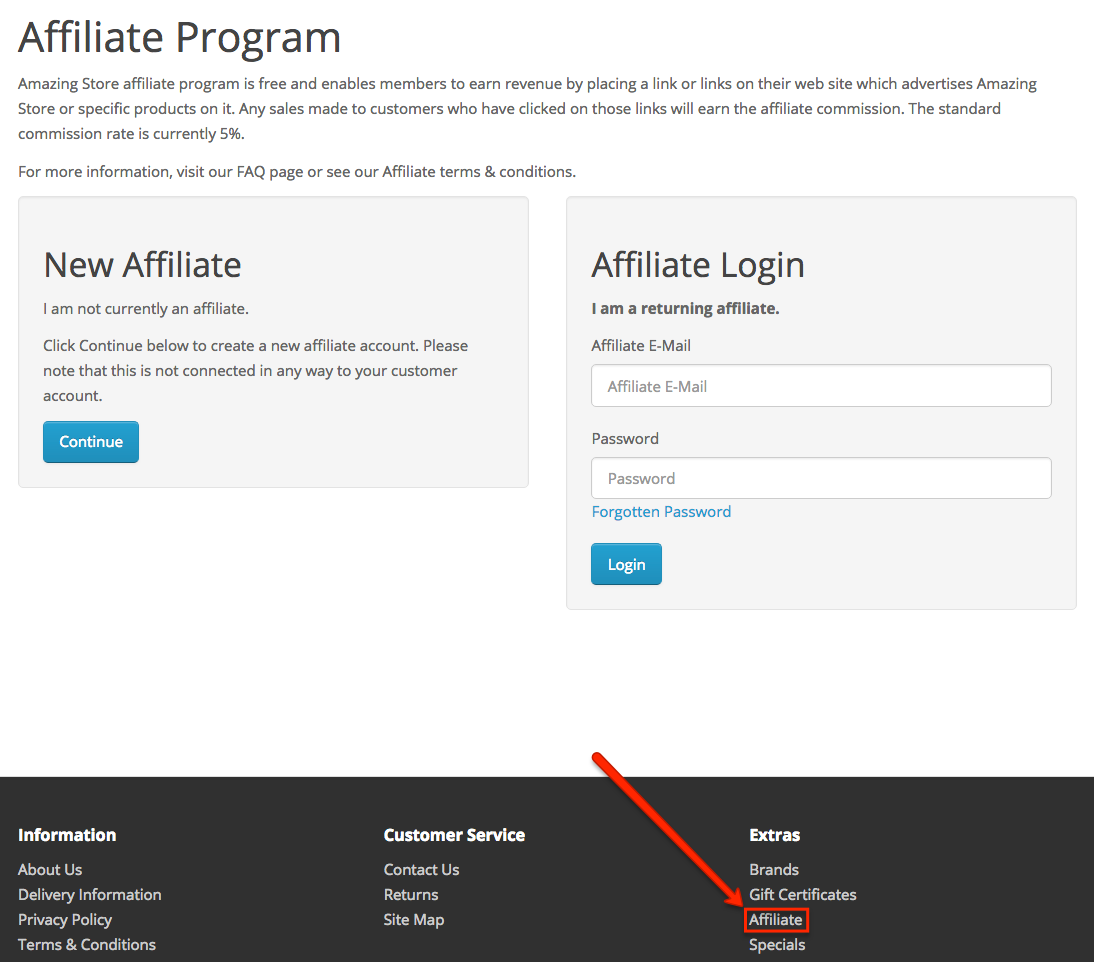 Affiliate Program
Amazing Store affiliate program is free and enables members to earn revenue by placing a link or links on their web site which advertises Amazing
Store or specific products on it. Any sales made to customers who have clicked on those links will earn the affiliate commission. The standard
commission rate is currently 5%.
For more information, visit our FAQ page or see our Affiliate terms & conditions.
New Affiliate
I am not currently an affiliate.
Click Continue below to create a new affiliate account. Please
note that this is not connected in any way to your customer
account.
Continue
Affiliate Login
I am a returning affiliate.
Affiliate E-Mail
Affiliate E-Mail
Password
Password
Forgotten Password
Login
Information
About Us
Delivery Information
Privacy Policy
Terms & Conditions
Customer Service
Contact Us
Returns
Site Map
Extras
Brands
Gift Certificates
Affiliate
Specials